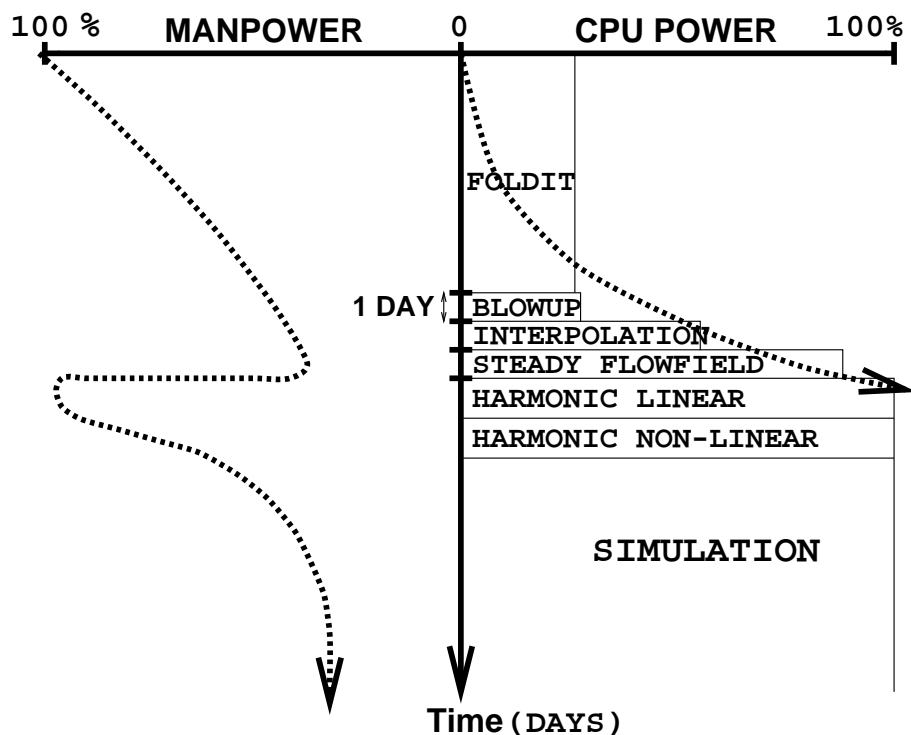 100 % MANPOWER 0 CPU POWER 100%
FOLDIT
1 DAY
BLOWUP
INTERPOLATION
STEADY FLOWFIELD
HARMONIC LINEAR
HARMONIC NON-LINEAR
SIMULATION
Time (DAYS)